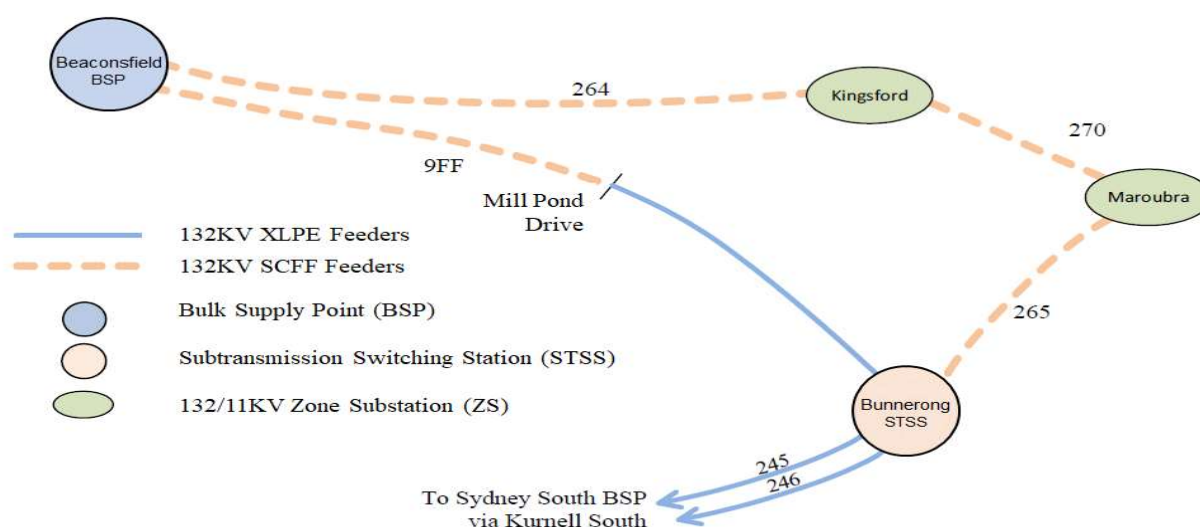 Beaconsfield
BSP
264
Kingsford
270
9FF
Maroubra
Mill Pond
Drive
132KV XLPE Feeders
132KV SCFF Feeders
Bulk Supply Point (BSP)
265
Subtransmission Switching Station (STSS)
132/11KV Zone Substation (ZS)
Bunnerong
STSS
245
246
To Sydney South BSP
via Kurnell South